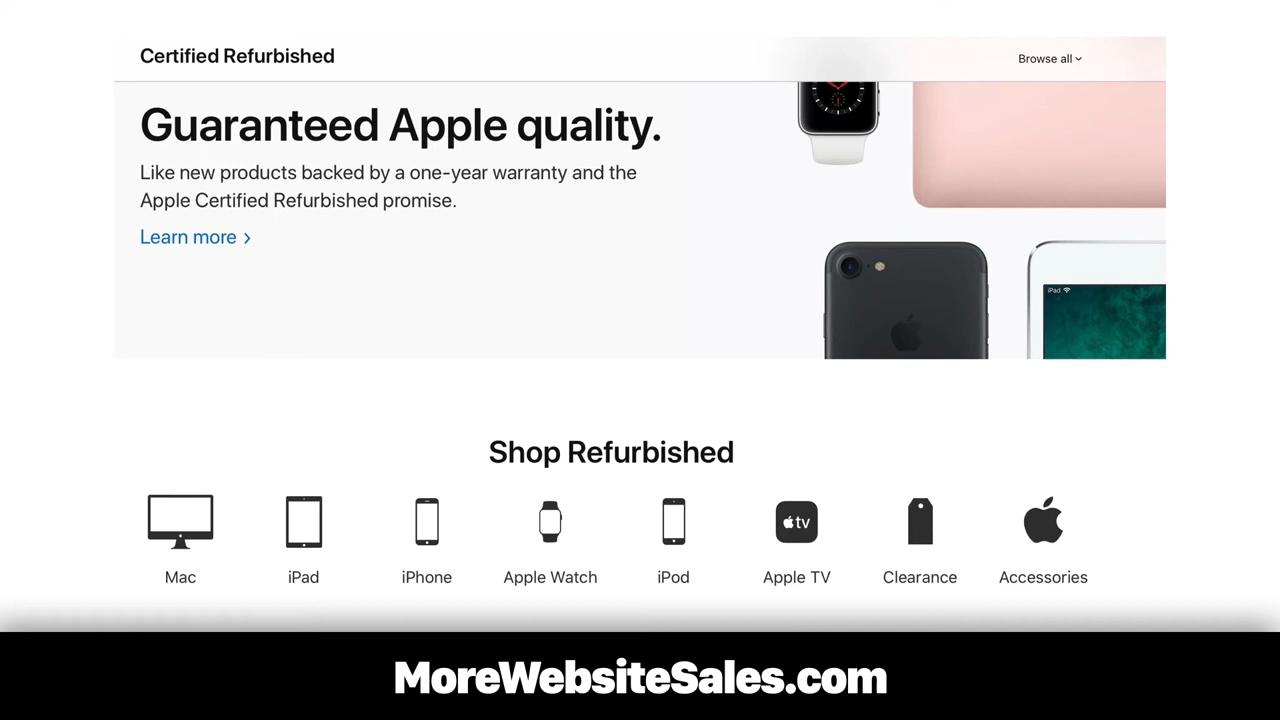 Certified Refurbished
Browse all
Guaranteed Apple quality.
Like new products backed by a one-year warranty and the
Apple Certified Refurbished promise.
Learn more >
iPad
Shop Refurbished
tv
Mac
iPad
iPhone
Apple Watch
iPod
Apple TV
Clearance
Accessories
MoreWebsiteSales.com